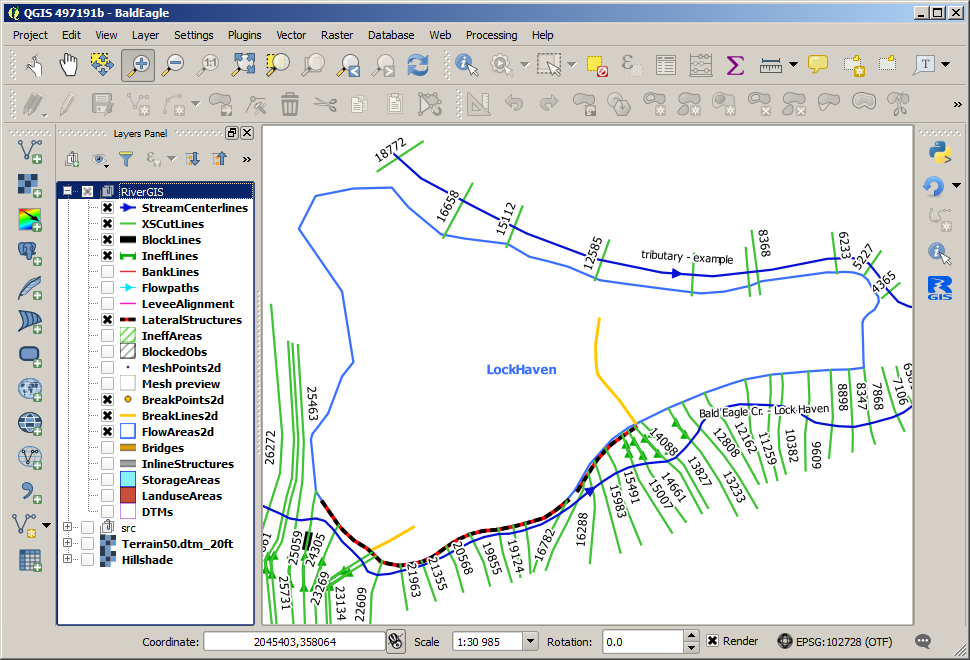 QGIS 497191b - BaldEagle
Project Edit View Layer Settings Plugins Vector Raster Database Web Processing Help
1:1
T
Layers Panel
RiverGIS
StreamCenterlines
XSCutLines
BlockLines
IneffLines
BankLines
Flowpaths
LeveeAlignment
LateralStructures
IneffAreas
BlockedObs
MeshPoints2d
Mesh preview
BreakPoints2d
BreakLines2d
FlowAreas2d
Bridges
InlineStructures
StorageAreas
LanduseAreas
DTMs
src
Terrain50.dtm_20ft
Hillshade
18772
16658
15112
12585
tributary - example
8368
6233
5227
4365
LockHaven
25463
26272
Bald Eagle Cr. - Lock Haven
14088
12808
12162
11259
10382
9609
8898
8347
7868
7106
13827
13233
14661
15007
15491
15983
16288
16782
19124
19855
20568
21355
21963
22609
23134
23269
24305
25059
25731
R
GIS
Coordinate: 2045403,358064 Scale 1:30 985 Rotation: 0.0 Render EPSG:102728 (OTF)